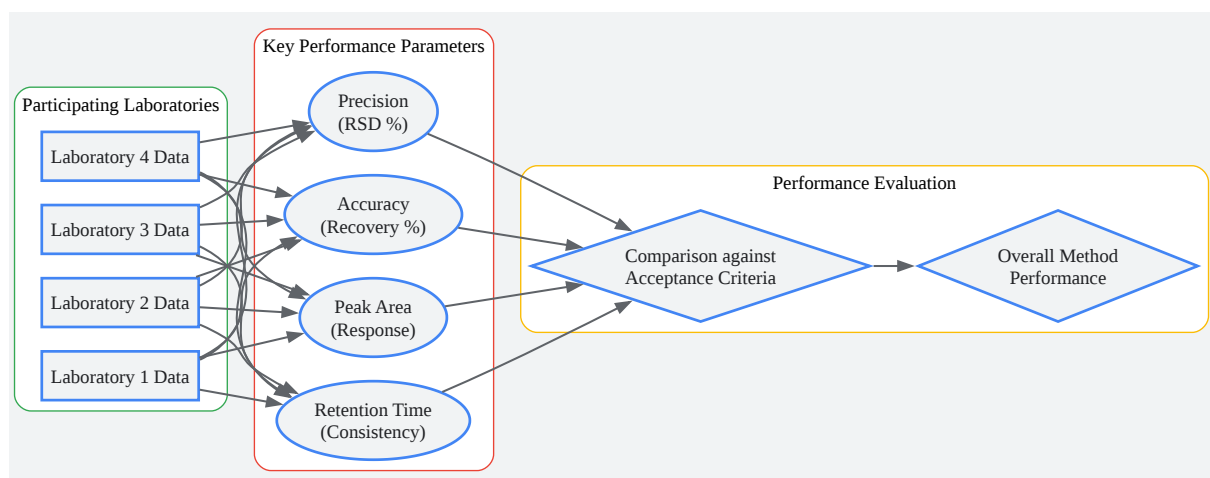 Participating Laboratories
Laboratory 4 Data
Laboratory 3 Data
Laboratory 2 Data
Laboratory 1 Data
Key Performance Parameters
Precision
(RSD %)
Accuracy
(Recovery %)
Peak Area
(Response)
Retention Time
(Consistency)
Performance Evaluation
Comparison against
Acceptance Criteria
Overall Method
Performance